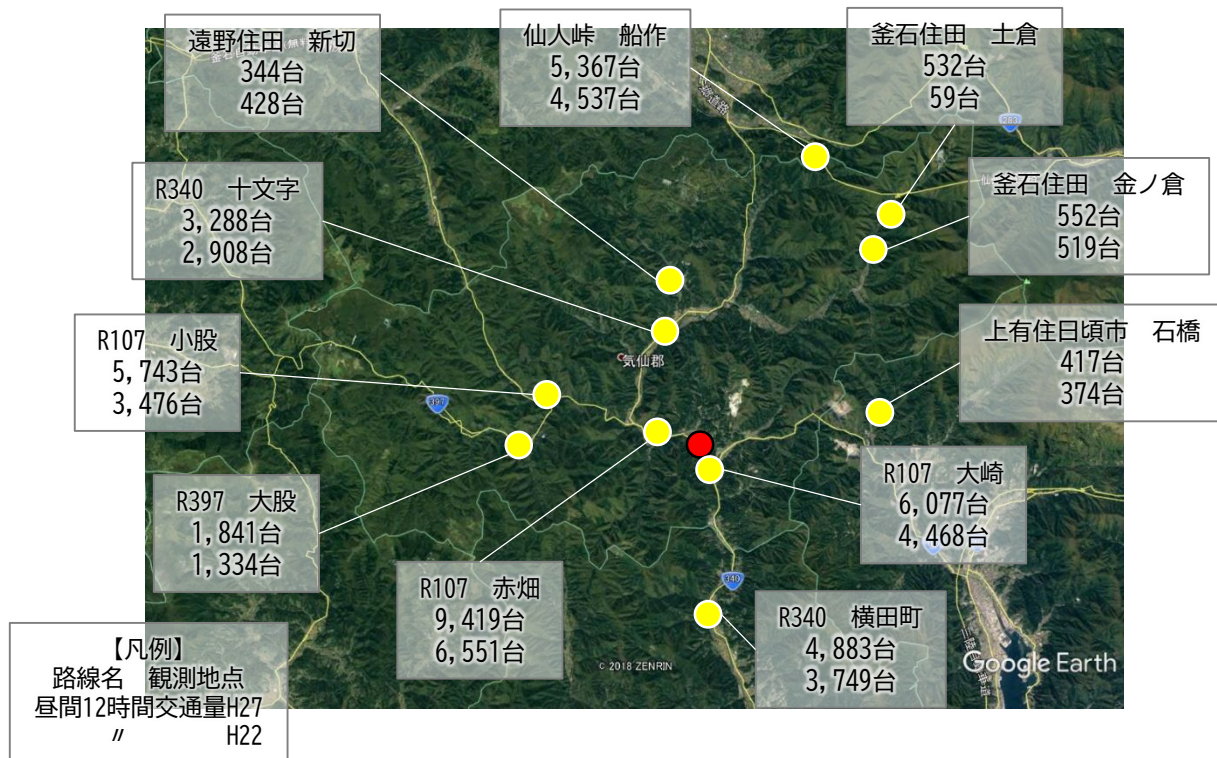 遠野住田　新切
344台
428台
仙人峠　船作
5,367台
4,537台
釜石住田　土倉
532台
59台
R340　十文字
3,288台
2,908台
釜石住田　金ノ倉
552台
519台
R107　小股
5,743台
3,476台
気仙郡
上有住日頃市　石橋
417台
374台
397
R397　大股
1,841台
1,334台
R107　大崎
6,077台
4,468台
R107　赤畑
9,419台
6,551台
340
R340　横田町
4,883台
3,749台
【凡例】
路線名　観測地点
昼間12時間交通量H27
〃　H22
© 2018 ZENRIN
Google Earth